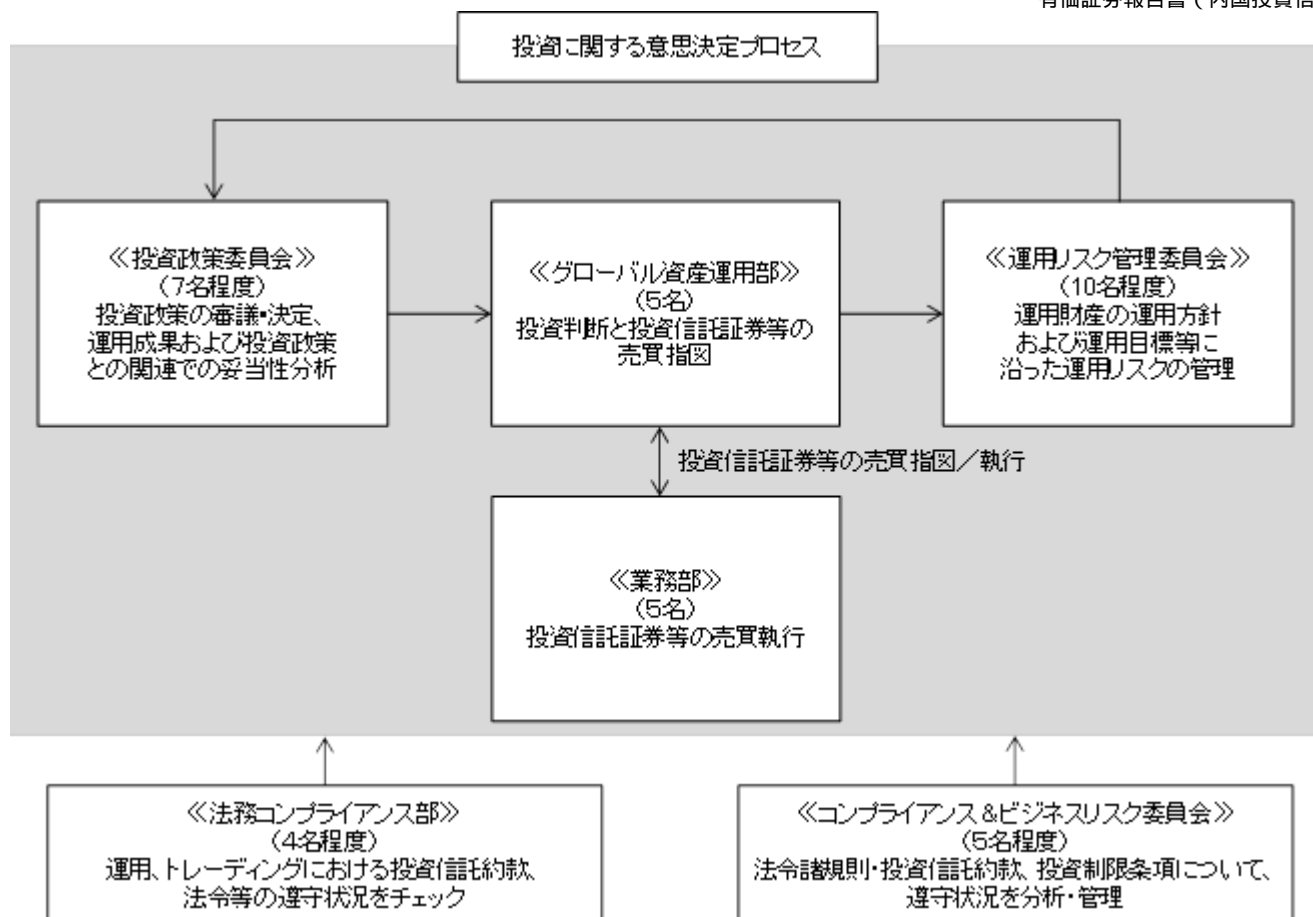 有価証券報告書（内国投資信
投資に関する意思決定プロセス
≪投資政策委員会≫
（7名程度）
投資政策の審議・決定、
運用成果および投資政策
との関連での妥当性分析
≪グローバル資産運用部≫
（5名）
投資判断と投資信託証券等の
売買指図
≪運用リスク管理委員会≫
（10名程度）
運用財産の運用方針
および運用目標等に
沿った運用リスクの管理
投資信託証券等の売買指図／執行
≪業務部≫
（5名）
投資信託証券等の売買執行
≪法務コンプライアンス部≫
（4名程度）
運用、トレーディングにおける投資信託約款、
法令等の遵守状況をチェック
≪コンプライアンス＆ビジネスリスク委員会≫
（5名程度）
法令諸規則・投資信託約款、投資制限条項について、
遵守状況を分析・管理